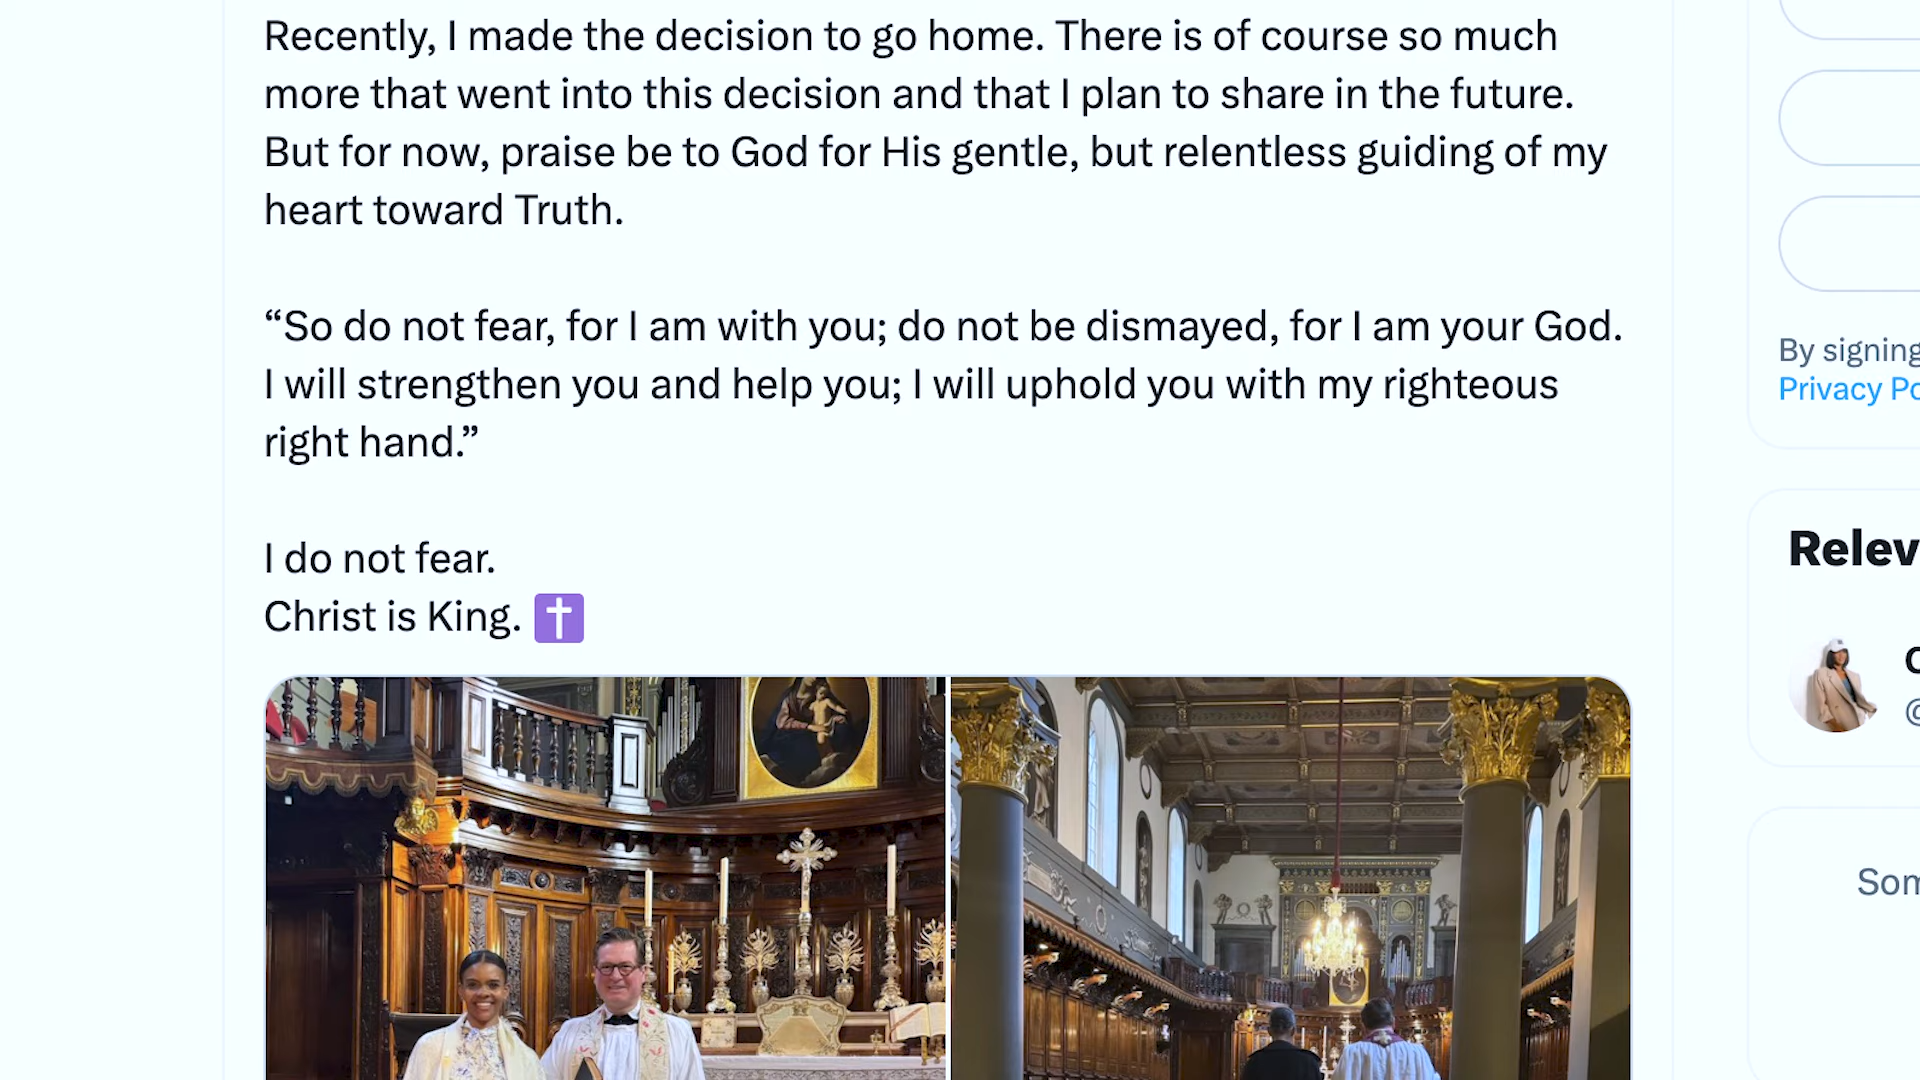 Recently, I made the decision to go home. There is of course so much
more that went into this decision and that I plan to share in the future.
But for now, praise be to God for His gentle, but relentless guiding of my
heart toward Truth.
“So do not fear, for I am with you; do not be dismayed, for I am your God.
I will strengthen you and help you; I will uphold you with my righteous
right hand.”
I do not fear.
Christ is King.
By signing
Privacy Po
Relev
@
Som